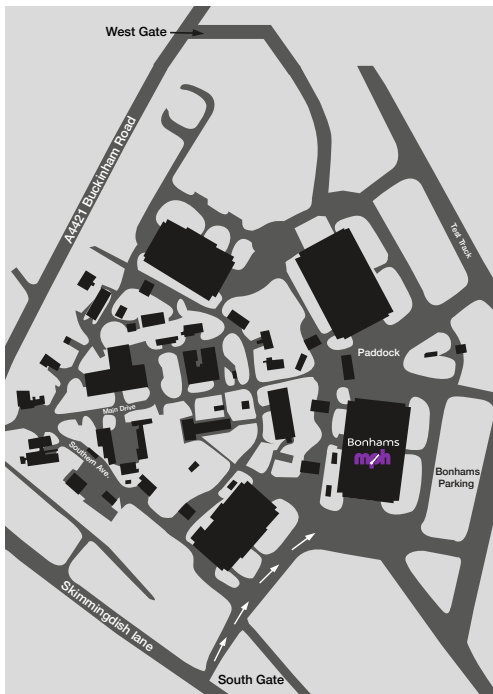 West Gate
A4421 Buckinham Road
Test Track
Paddock
Main Drive
Bonhams
mph
Southern Ave.
Bonhams
Parking
Skimmingdish lane
South Gate